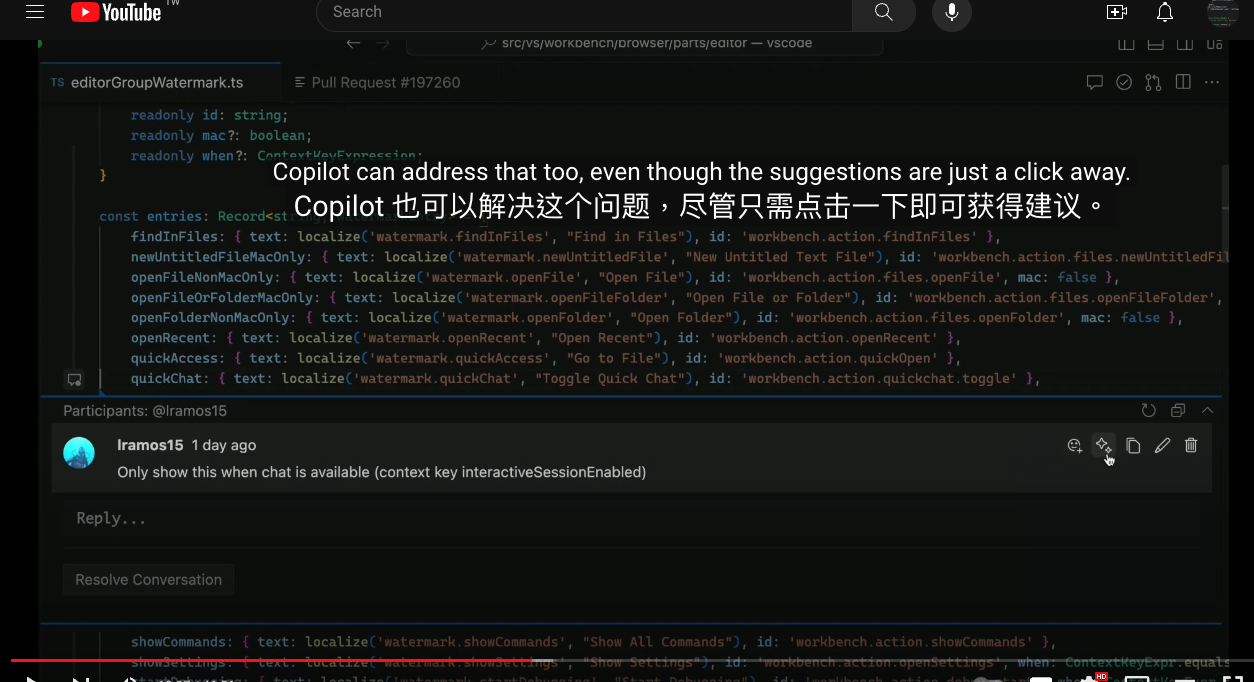 YouTube TW
Search
src/vs/workbench/browser/parts/editor — vscode
TS editorGroupWatermark.ts
Pull Request #197260
readonly id: string;
readonly mac?: boolean;
readonly when?: ContextKeyExpression;
}
Copilot can address that too, even though the suggestions are just a click away.
Copilot 也可以解决这个问题，尽管只需点击一下即可获得建议。
const entries: Record<str
findInFiles: { text: localize('watermark.findInFiles', "Find in Files"), id: 'workbench.action.findInFiles' },
newUntitledFileMacOnly: { text: localize('watermark.newUntitledFile', "New Untitled Text File"), id: 'workbench.action.files.newUntitledFil
openFileNonMacOnly: { text: localize('watermark.openFile', "Open File"), id: 'workbench.action.files.openFile', mac: false },
openFileOrFolderMacOnly: { text: localize('watermark.openFileFolder', "Open File or Folder"), id: 'workbench.action.files.openFileFolder',
openFolderNonMacOnly: { text: localize('watermark.openFolder', "Open Folder"), id: 'workbench.action.files.openFolder', mac: false },
openRecent: { text: localize('watermark.openRecent', "Open Recent"), id: 'workbench.action.openRecent' },
quickAccess: { text: localize('watermark.quickAccess', "Go to File"), id: 'workbench.action.quickOpen' },
quickChat: { text: localize('watermark.quickChat', "Toggle Quick Chat"), id: 'workbench.action.quickchat.toggle' },
Participants: @lramos15
lramos15 1 day ago
Only show this when chat is available (context key interactiveSessionEnabled)
Reply...
Resolve Conversation
showCommands: { text: localize('watermark.showCommands', "Show All Commands"), id: 'workbench.action.showCommands' },
showSettings: { text: localize('watermark.showSettings', "Show Settings"), id: 'workbench.action.openSettings', when: ContextKeyExpr.equals
HD